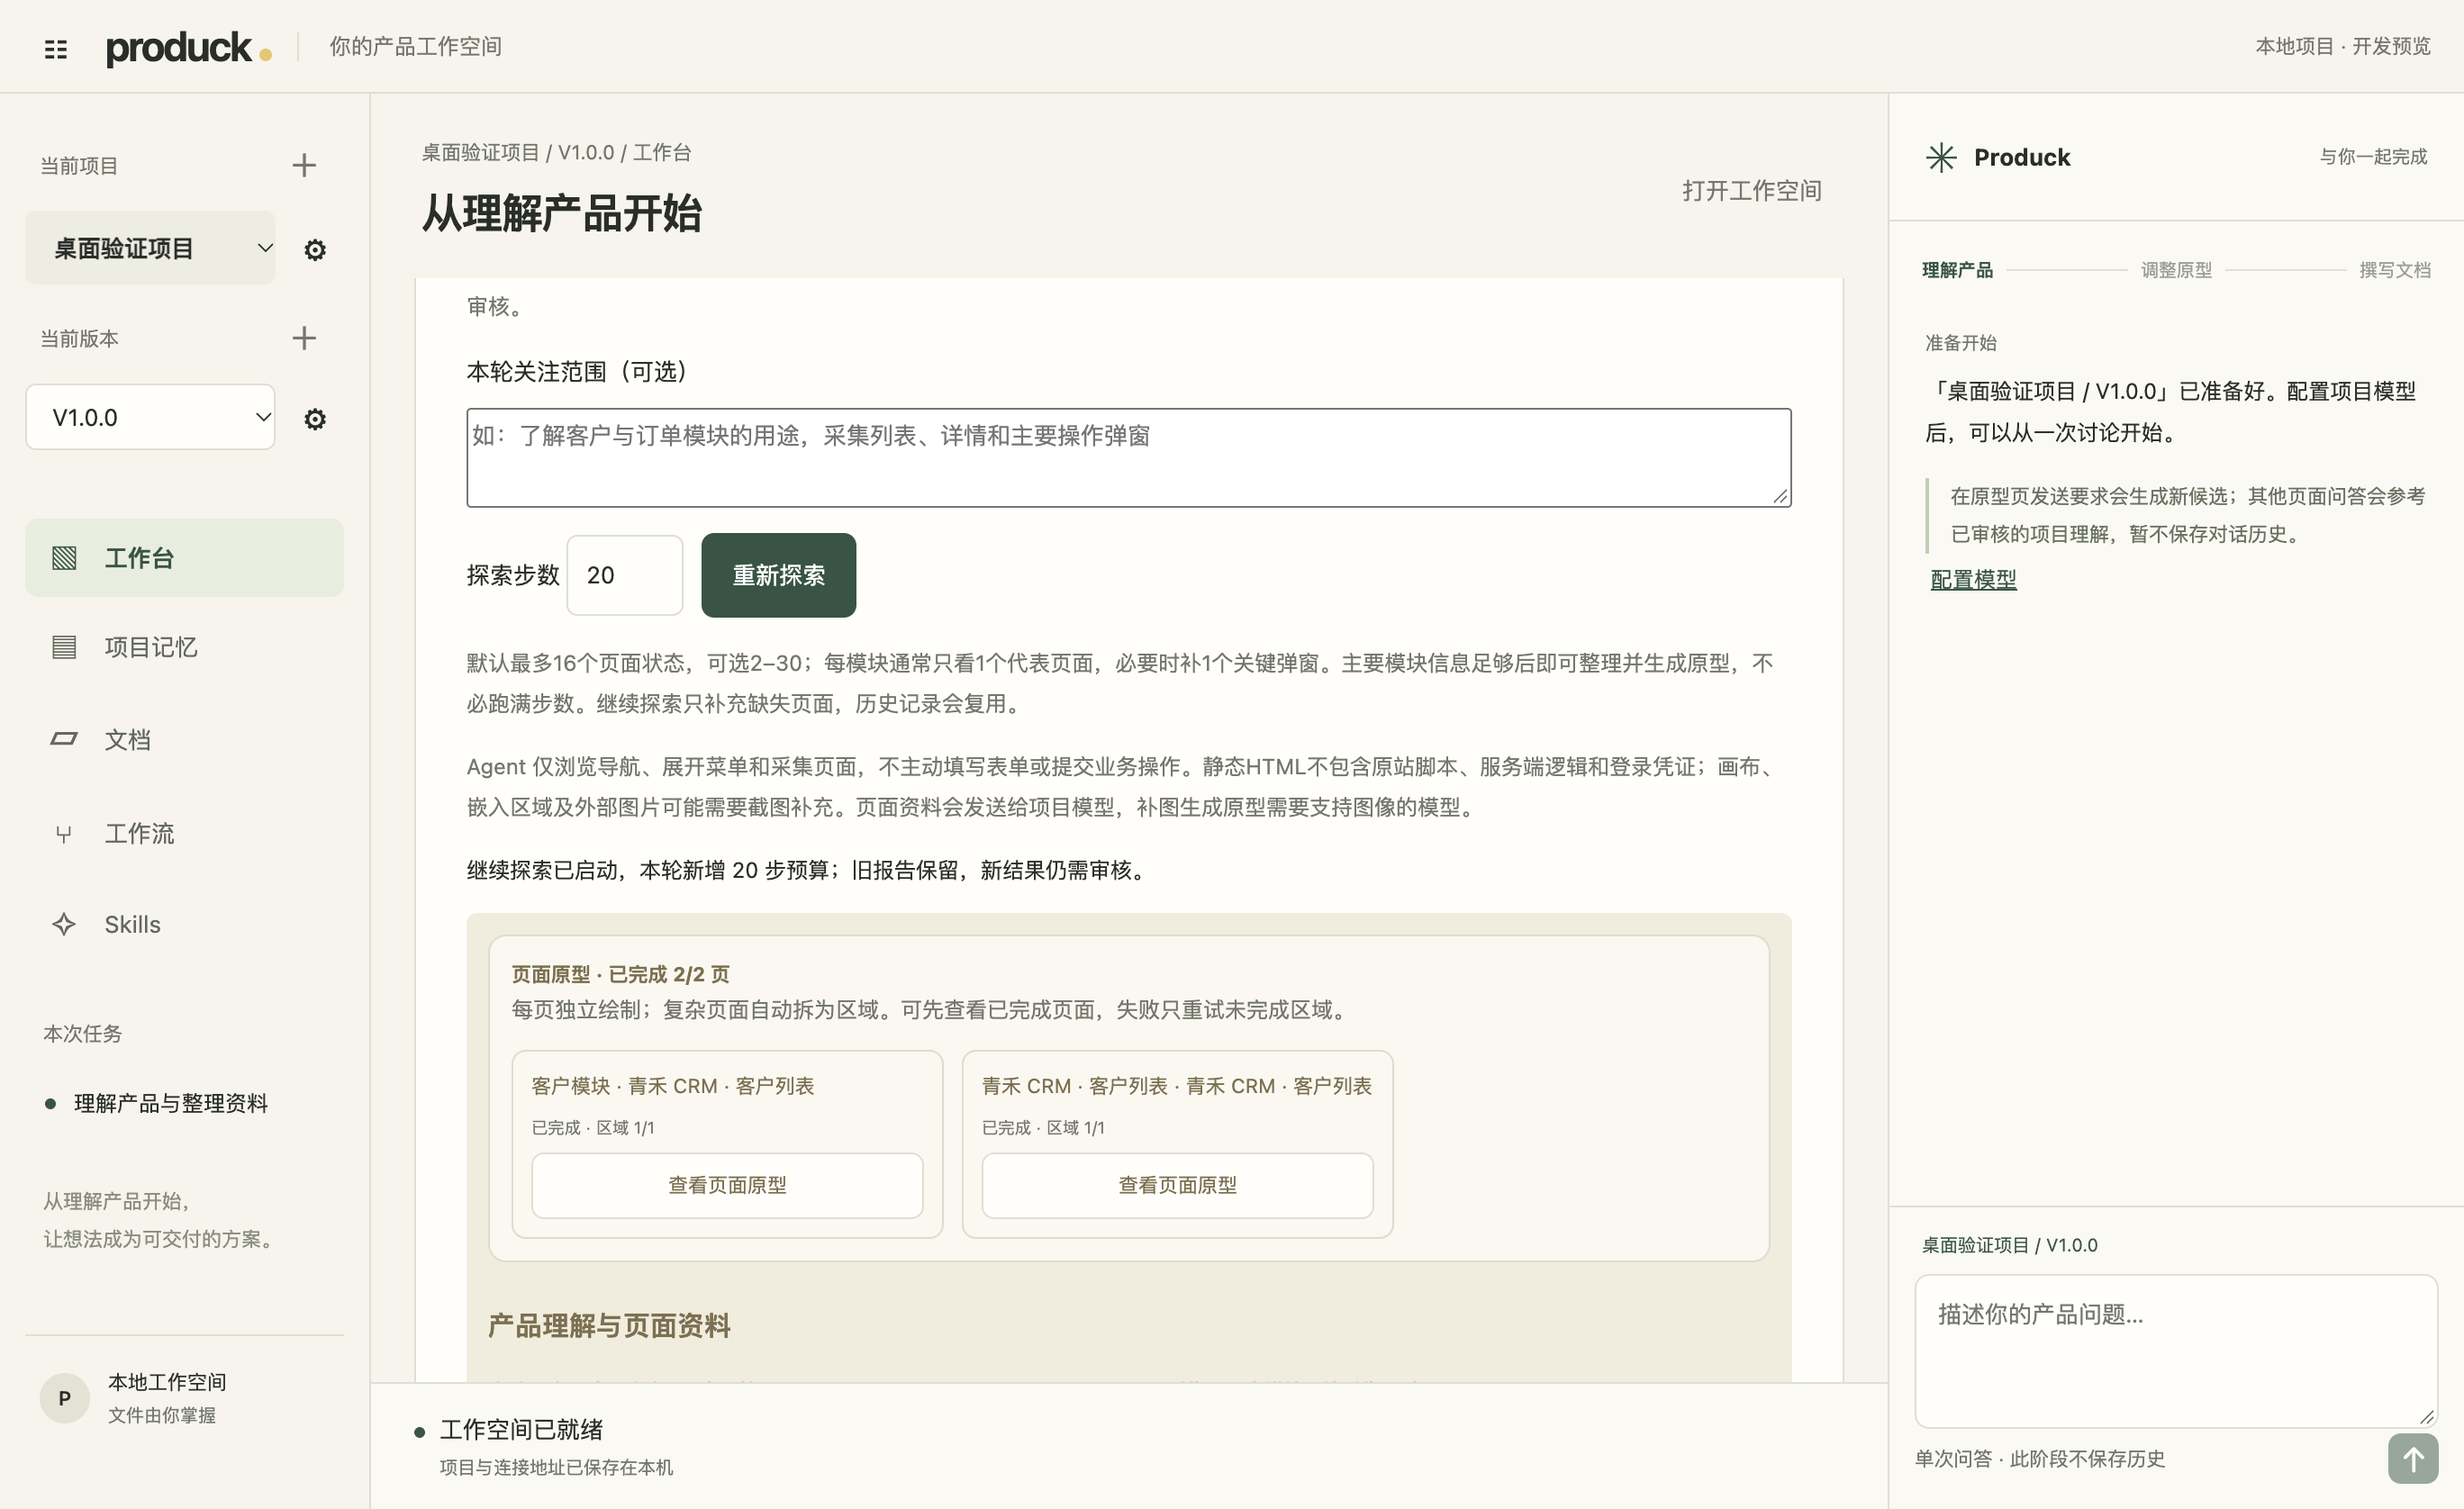 produck
你的产品工作空间
本地项目 · 开发预览
当前项目
桌面验证项目
当前版本
V1.0.0
工作台
项目记忆
文档
工作流
Skills
本次任务
理解产品与整理资料
从理解产品开始，
让想法成为可交付的方案。
P
本地工作空间
文件由你掌握
桌面验证项目 / V1.0.0 / 工作台
从理解产品开始
打开工作空间
审核。
本轮关注范围（可选）
如：了解客户与订单模块的用途，采集列表、详情和主要操作弹窗
探索步数 20 重新探索
默认最多16个页面状态，可选2–30；每模块通常只看1个代表页面，必要时补1个关键弹窗。主要模块信息足够后即可整理并生成原型，不
必跑满步数。继续探索只补充缺失页面，历史记录会复用。
Agent 仅浏览导航、展开菜单和采集页面，不主动填写表单或提交业务操作。静态HTML不包含原站脚本、服务端逻辑和登录凭证；画布、
嵌入区域及外部图片可能需要截图补充。页面资料会发送给项目模型，补图生成原型需要支持图像的模型。
继续探索已启动，本轮新增 20 步预算；旧报告保留，新结果仍需审核。
页面原型 · 已完成 2/2 页
每页独立绘制；复杂页面自动拆为区域。可先查看已完成页面，失败只重试未完成区域。
客户模块 · 青禾 CRM · 客户列表
已完成 · 区域 1/1
查看页面原型
青禾 CRM · 客户列表 · 青禾 CRM · 客户列表
已完成 · 区域 1/1
查看页面原型
产品理解与页面资料
工作空间已就绪
项目与连接地址已保存在本机
Produck
与你一起完成
理解产品 调整原型 撰写文档
准备开始
「桌面验证项目 / V1.0.0」已准备好。配置项目模型
后，可以从一次讨论开始。
在原型页发送要求会生成新候选；其他页面问答会参考
已审核的项目理解，暂不保存对话历史。
配置模型
桌面验证项目 / V1.0.0
描述你的产品问题...
单次问答 · 此阶段不保存历史